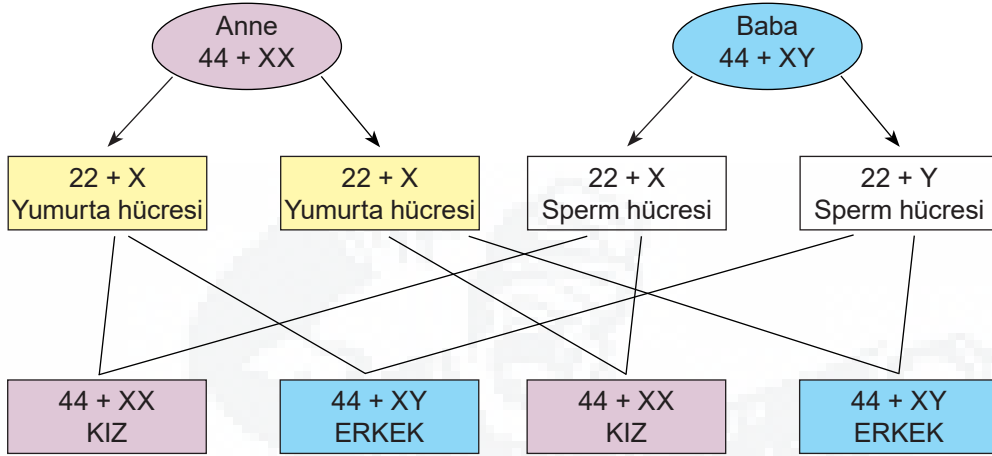 Anne
44 + XX
Baba
44 + XY
22 + X
Yumurta hücresi
22 + X
Yumurta hücresi
22 + X
Sperm hücresi
22 + Y
Sperm hücresi
44 + XX
KIZ
44 + XY
ERKEK
44 + XX
KIZ
44 + XY
ERKEK